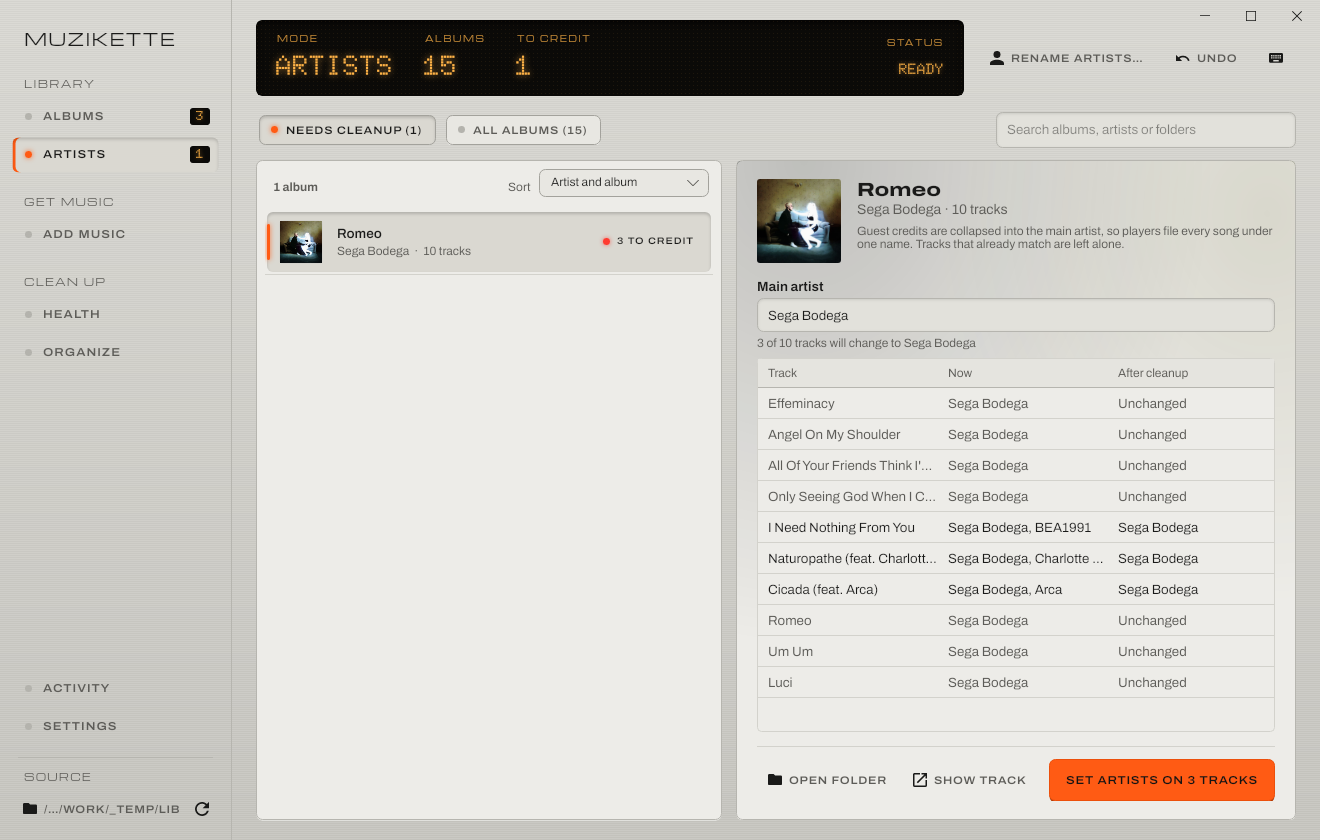 MUZIKETTE
LIBRARY
ALBUMS 3
ARTISTS 1
GET MUSIC
ADD MUSIC
CLEAN UP
HEALTH
ORGANIZE
ACTIVITY
SETTINGS
SOURCE
/.../WORK/_TEMP/LIB
MODE ALBUMS TO CREDIT STATUS
ARTISTS 15 1 READY
RENAME ARTISTS... UNDO
NEEDS CLEANUP (1) ALL ALBUMS (15) Search albums, artists or folders
1 album Sort Artist and album
Romeo
Sega Bodega · 10 tracks
3 TO CREDIT
Romeo
Sega Bodega · 10 tracks
Guest credits are collapsed into the main artist, so players file every song under
one name. Tracks that already match are left alone.
Main artist
Sega Bodega
3 of 10 tracks will change to Sega Bodega
Track Now After cleanup
Effeminacy Sega Bodega Unchanged
Angel On My Shoulder Sega Bodega Unchanged
All Of Your Friends Think I'... Sega Bodega Unchanged
Only Seeing God When I C... Sega Bodega Unchanged
I Need Nothing From You Sega Bodega, BEA1991 Sega Bodega
Naturopathe (feat. Charlott... Sega Bodega, Charlotte ... Sega Bodega
Cicada (feat. Arca) Sega Bodega, Arca Sega Bodega
Romeo Sega Bodega Unchanged
Um Um Sega Bodega Unchanged
Luci Sega Bodega Unchanged
OPEN FOLDER SHOW TRACK SET ARTISTS ON 3 TRACKS